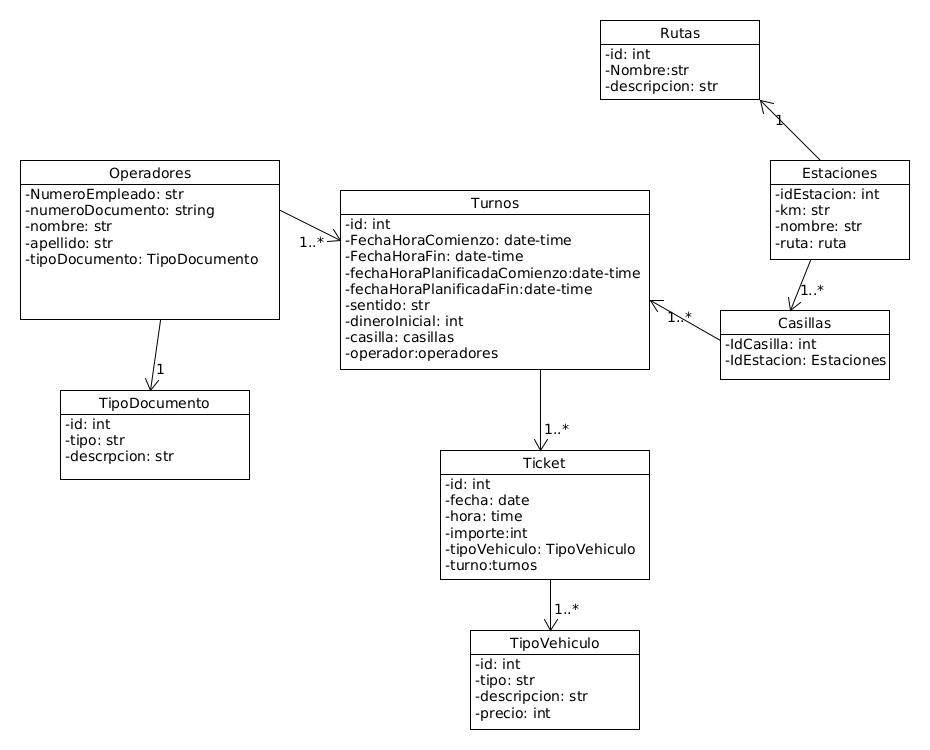 Rutas
-id: int
-Nombre:str
-descripcion: str
1
Operadores
-NumeroEmpleado: str
-numeroDocumento: string
-nombre: str
-apellido: str
-tipoDocumento: TipoDocumento
1..*
Turnos
-id: int
-FechaHoraComienzo: date-time
-FechaHoraFin: date-time
-fechaHoraPlanificadaComienzo:date-time
-fechaHoraPlanificadaFin:date-time
-sentido: str
-dineroInicial: int
-casilla: casillas
-operador:operadores
Estaciones
-idEstacion: int
-km: str
-nombre: str
-ruta: ruta
1..*
1..*
Casillas
-IdCasilla: int
-IdEstacion: Estaciones
1
TipoDocumento
-id: int
-tipo: str
-descrpcion: str
1..*
Ticket
-id: int
-fecha: date
-hora: time
-importe:int
-tipoVehiculo: TipoVehiculo
-turno:turnos
1..*
TipoVehiculo
-id: int
-tipo: str
-descripcion: str
-precio: int